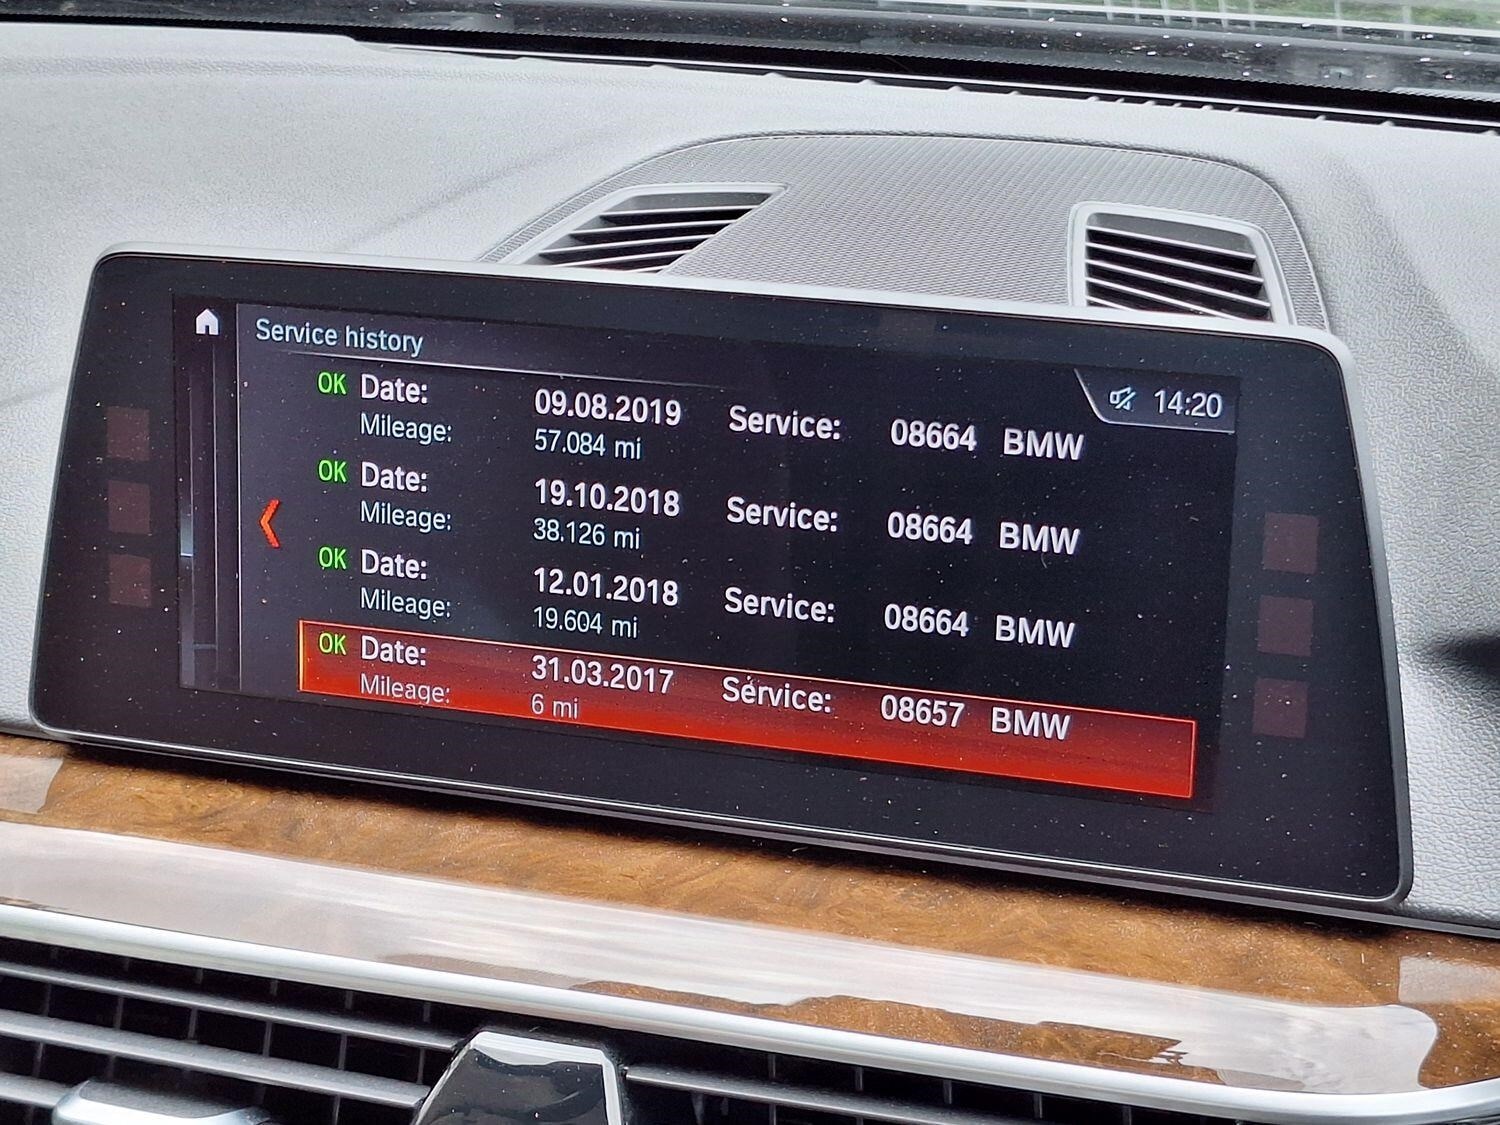 Service history
14:20
OK Date: 09.08.2019 Service: 08664 BMW
Mileage: 57.084 mi
OK Date: 19.10.2018 Service: 08664 BMW
Mileage: 38.126 mi
OK Date: 12.01.2018 Service: 08664 BMW
Mileage: 19.604 mi
OK Date: 31.03.2017 Service: 08657 BMW
Mileage: 6 mi